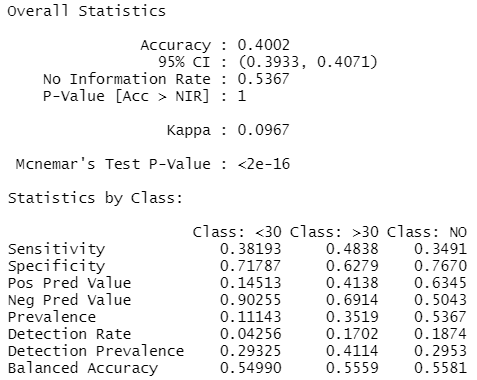 Overall Statistics
Accuracy : 0.4002
95% CI : (0.3933, 0.4071)
No Information Rate : 0.5367
P-Value [Acc > NIR] : 1
Kappa : 0.0967
Mcnemar's Test P-Value : <2e-16
Statistics by Class:
Class: <30 Class: >30 Class: NO
Sensitivity 0.38193 0.4838 0.3491
Specificity 0.71787 0.6279 0.7670
Pos Pred Value 0.14513 0.4138 0.6345
Neg Pred Value 0.90255 0.6914 0.5043
Prevalence 0.11143 0.3519 0.5367
Detection Rate 0.04256 0.1702 0.1874
Detection Prevalence 0.29325 0.4114 0.2953
Balanced Accuracy 0.54990 0.5559 0.5581